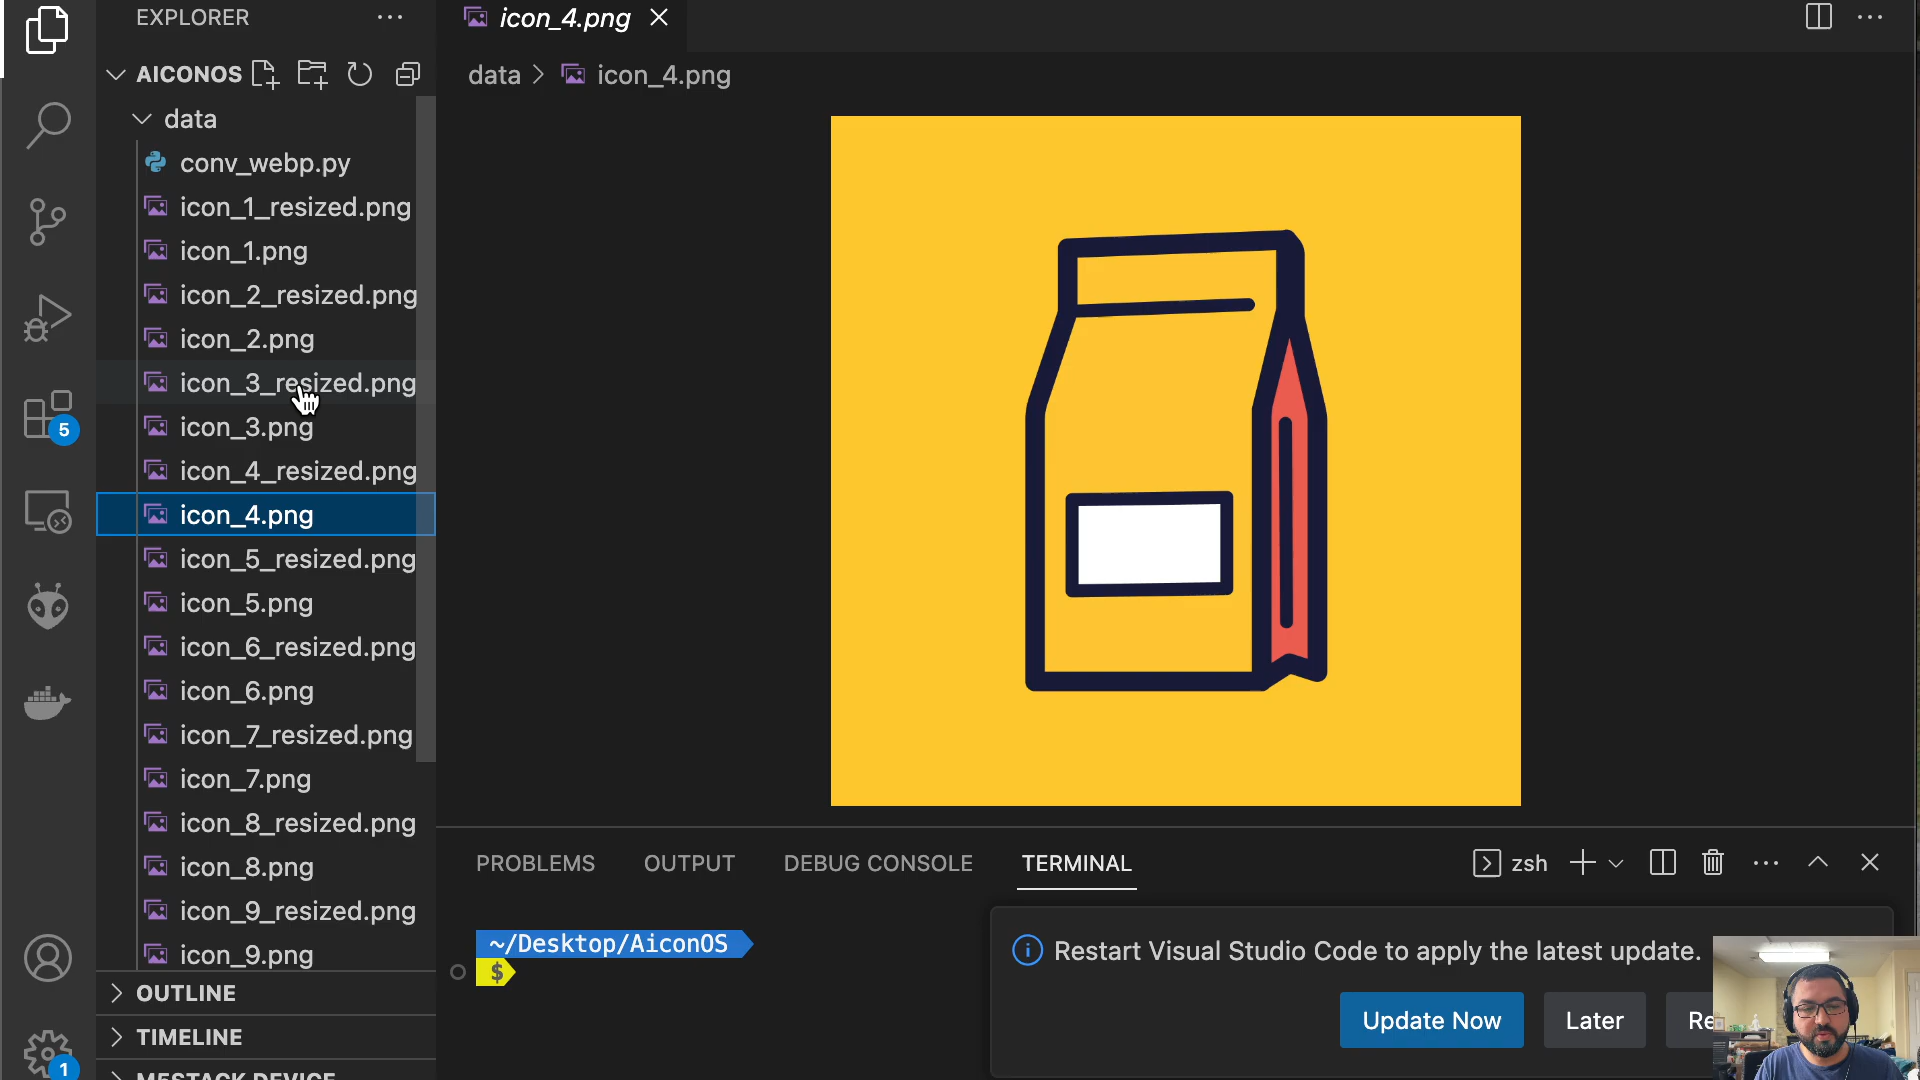 EXPLORER
icon_4.png
AICONOS
data > icon_4.png
data
conv_webp.py
icon_1_resized.png
icon_1.png
icon_2_resized.png
icon_2.png
icon_3_resized.png
icon_3.png
icon_4_resized.png
icon_4.png
icon_5_resized.png
icon_5.png
icon_6_resized.png
icon_6.png
icon_7_resized.png
icon_7.png
icon_8_resized.png
icon_8.png
icon_9_resized.png
icon_9.png
OUTLINE
TIMELINE
M5STACK DEVICE
5
1
PROBLEMS OUTPUT DEBUG CONSOLE TERMINAL
zsh
~/Desktop/AiconOS
$
Restart Visual Studio Code to apply the latest update.
Update Now Later